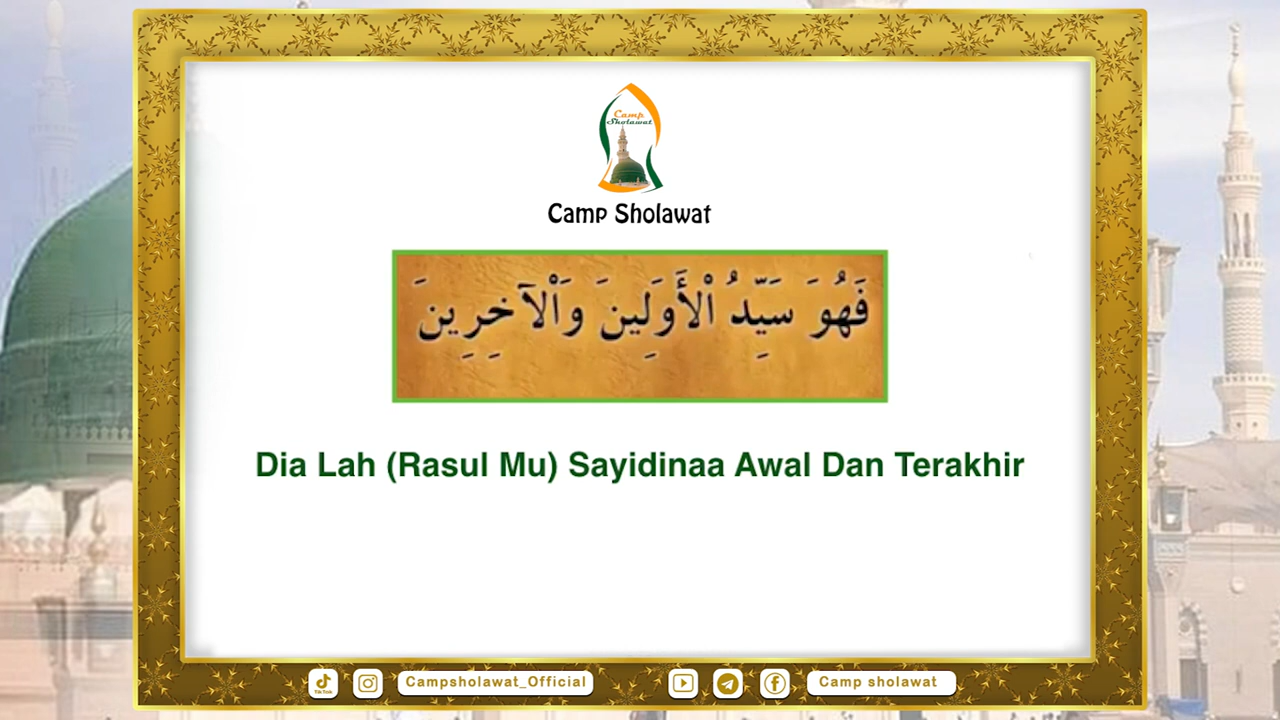 Camp
Sholawat
Camp Sholawat
فَهُوَ سَيِّدُ الْأَوَلِينَ وَالْآخِرِينَ
Dia Lah (Rasul Mu) Sayidinaa Awal Dan Terakhir
TikTok
Campsholawat_Official
Camp sholawat